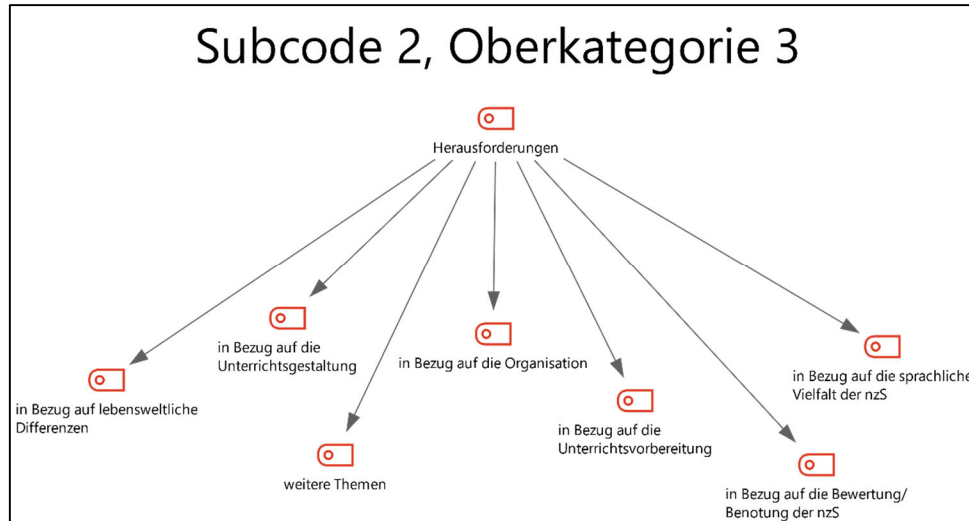 Subcode 2, Oberkategorie 3
Herausforderungen
in Bezug auf die
Unterrichtsgestaltung
in Bezug auf die Organisation
in Bezug auf die sprachliche
Vielfalt der nzS
in Bezug auf lebensweltliche
Differenzen
in Bezug auf die
Unterrichtsvorbereitung
weitere Themen
in Bezug auf die Bewertung/
Benotung der nzS